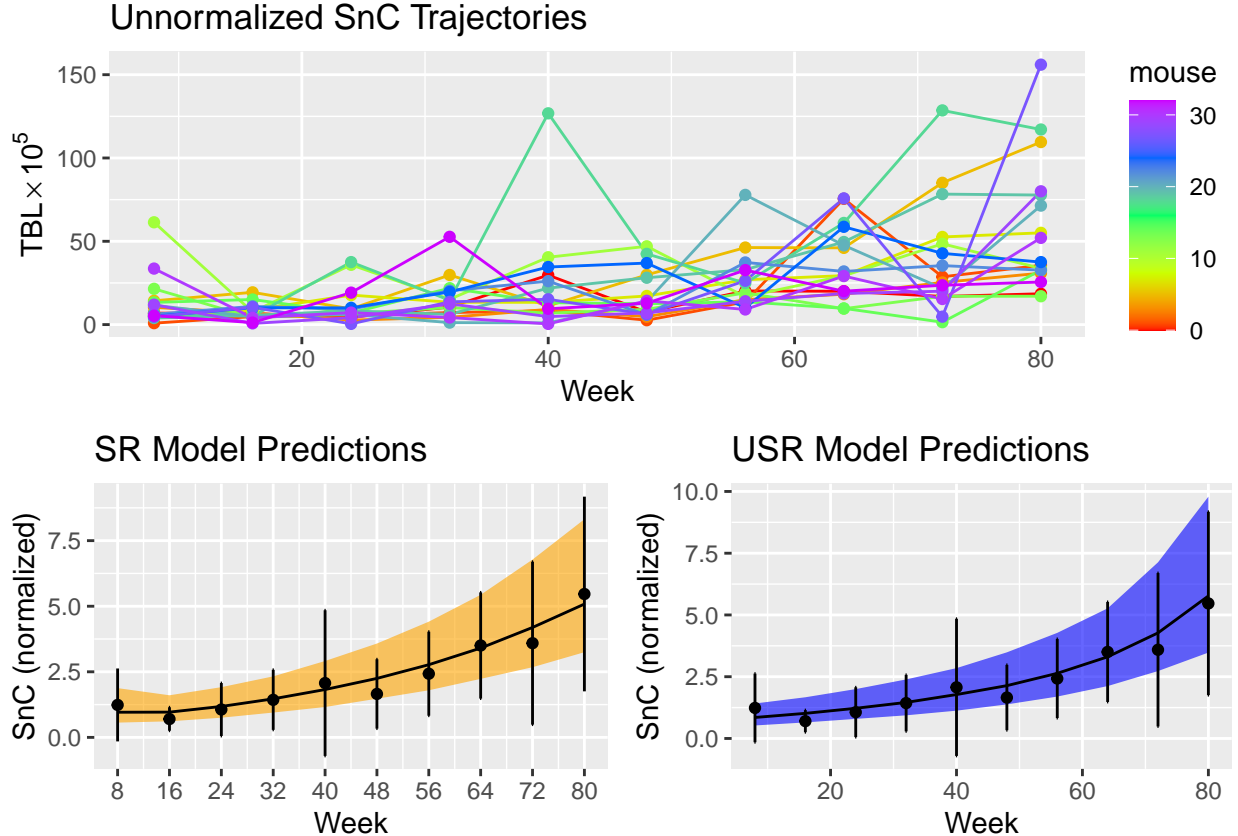 Unnormalized SnC Trajectories
TBL × 10⁵
150
100
50
0
20
40
60
80
Week
mouse
30
20
10
0
SR Model Predictions
SnC (normalized)
7.5
5.0
2.5
0.0
8 16 24 32 40 48 56 64 72 80
Week
USR Model Predictions
SnC (normalized)
10.0
7.5
5.0
2.5
0.0
20
40
60
80
Week